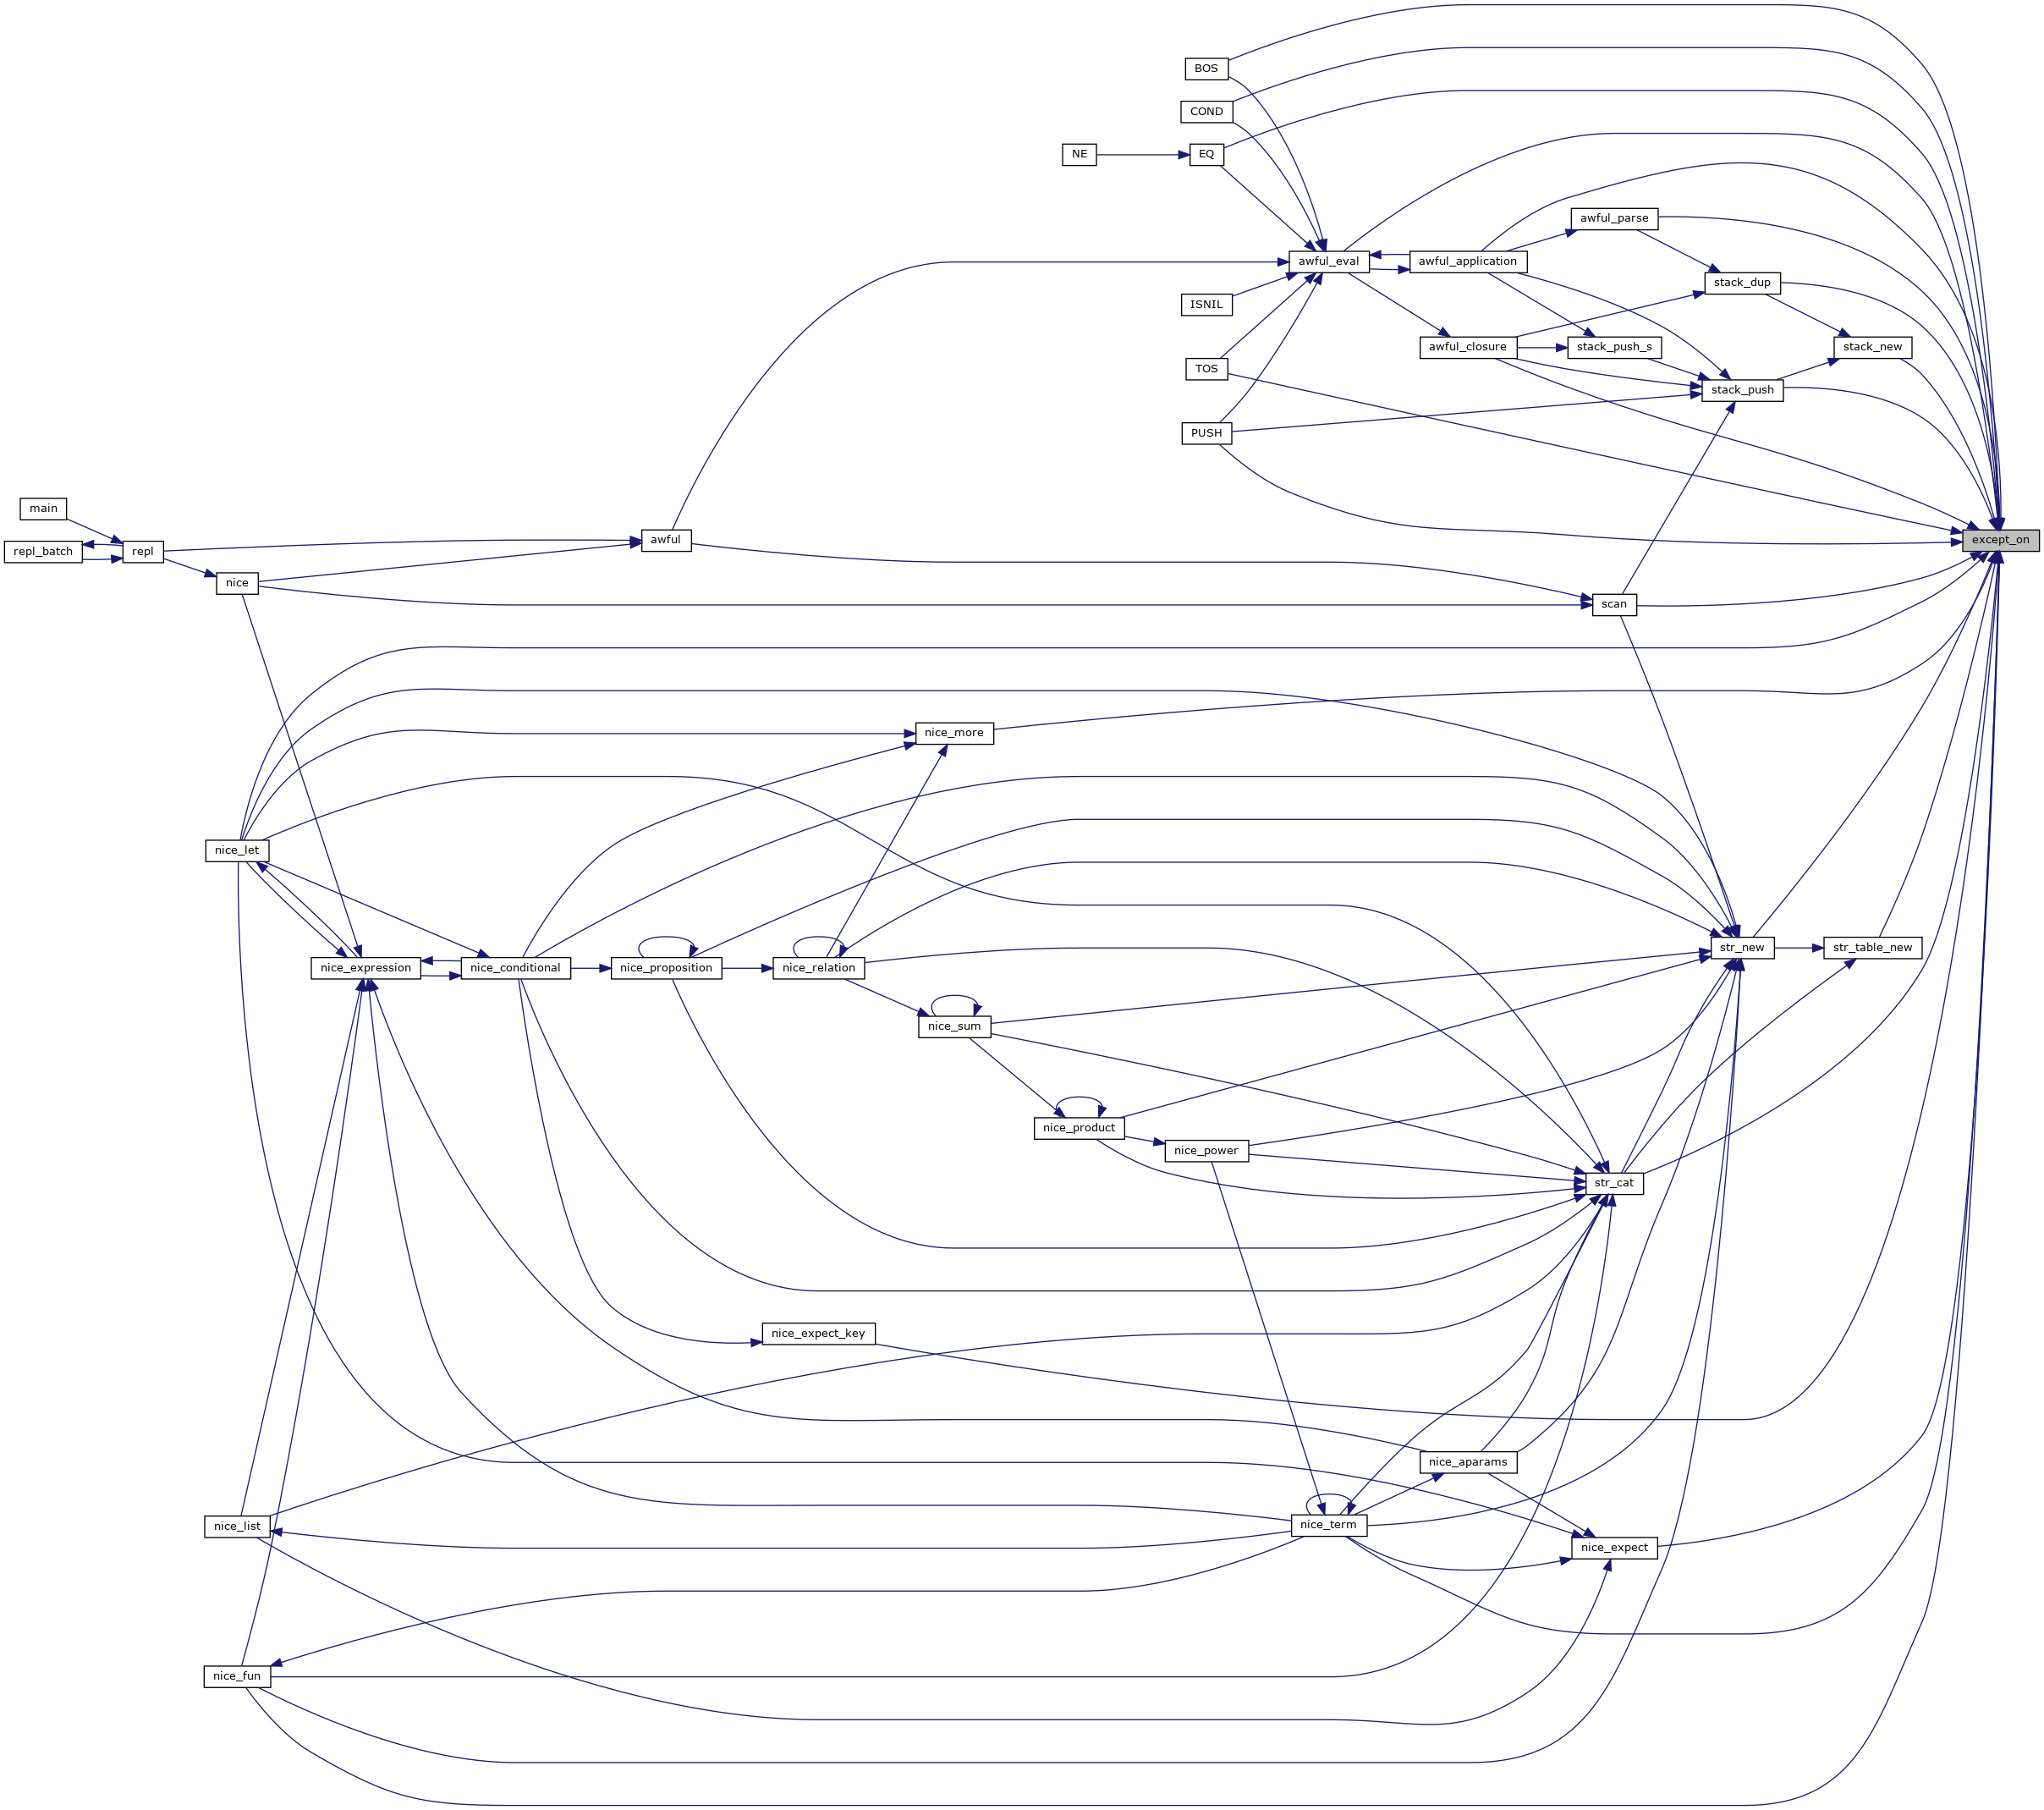 BOS
COND
NE
EQ
awful_parse
awful_eval
awful_application
stack_dup
ISNIL
awful_closure
stack_push_s
stack_new
TOS
stack_push
PUSH
main
repl_batch
repl
awful
except_on
nice
scan
nice_more
nice_let
str_new
str_table_new
nice_expression
nice_conditional
nice_proposition
nice_relation
nice_sum
nice_product
nice_power
str_cat
nice_expect_key
nice_aparams
nice_list
nice_term
nice_expect
nice_fun